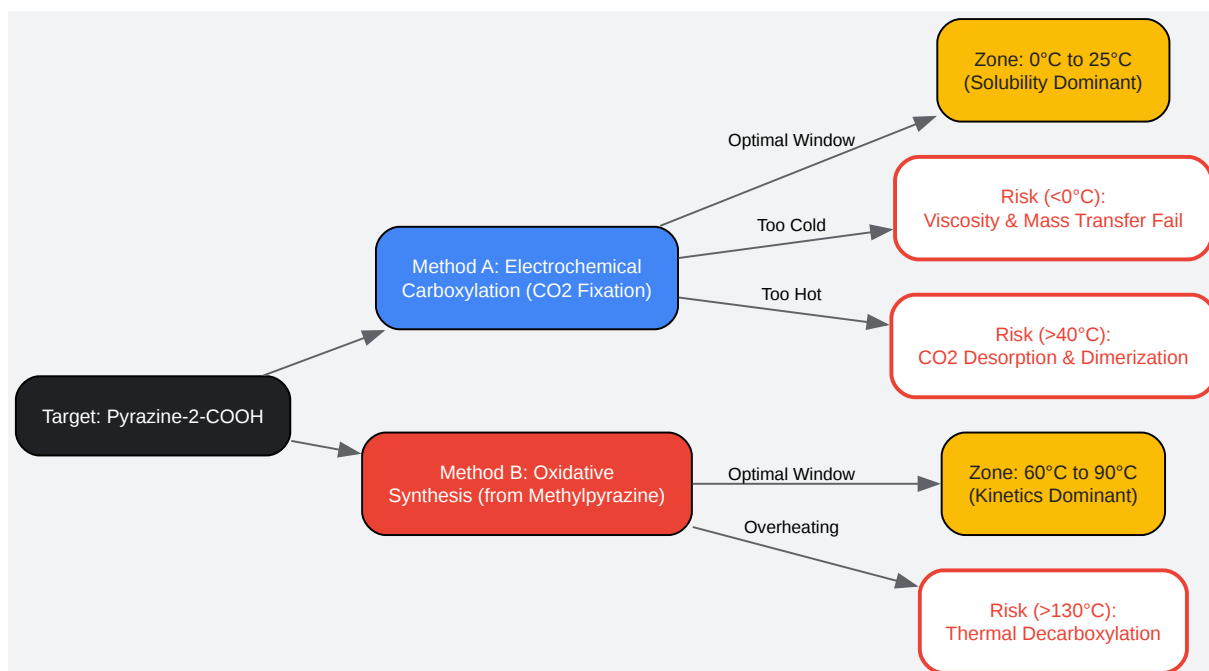 Target: Pyrazine-2-COOH
Method A: Electrochemical
Carboxylation (CO2 Fixation)
Optimal Window
Zone: 0°C to 25°C
(Solubility Dominant)
Too Cold
Risk (<0°C):
Viscosity & Mass Transfer Fail
Too Hot
Risk (>40°C):
CO2 Desorption & Dimerization
Method B: Oxidative
Synthesis (from Methylpyrazine)
Optimal Window
Zone: 60°C to 90°C
(Kinetics Dominant)
Overheating
Risk (>130°C):
Thermal Decarboxylation